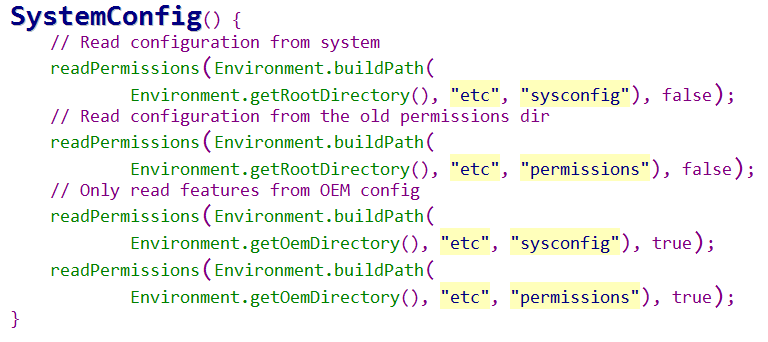 SystemConfig() {
// Read configuration from system
readPermissions(Environment.buildPath(
Environment.getRootDirectory(), "etc", "sysconfig"), false);
// Read configuration from the old permissions dir
readPermissions(Environment.buildPath(
Environment.getRootDirectory(), "etc", "permissions"), false);
// Only read features from OEM config
readPermissions(Environment.buildPath(
Environment.getOemDirectory(), "etc", "sysconfig"), true);
readPermissions(Environment.buildPath(
Environment.getOemDirectory(), "etc", "permissions"), true);
}